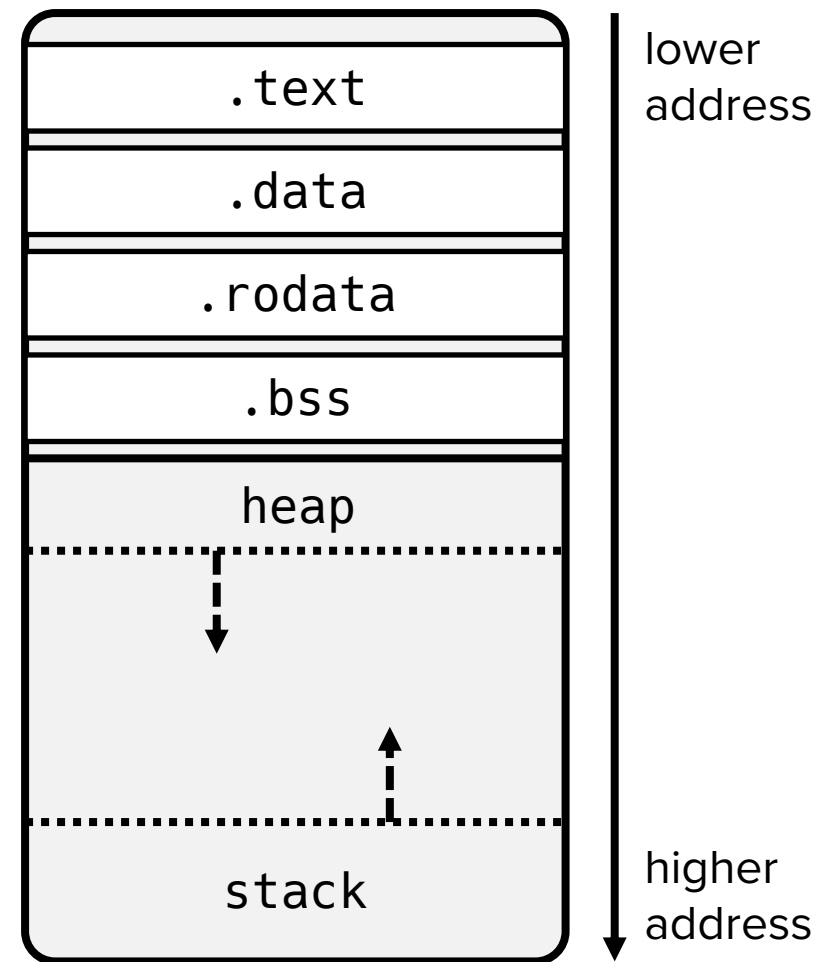 lower
address
.text
.data
.rodata
.bss
heap
stack
higher
address